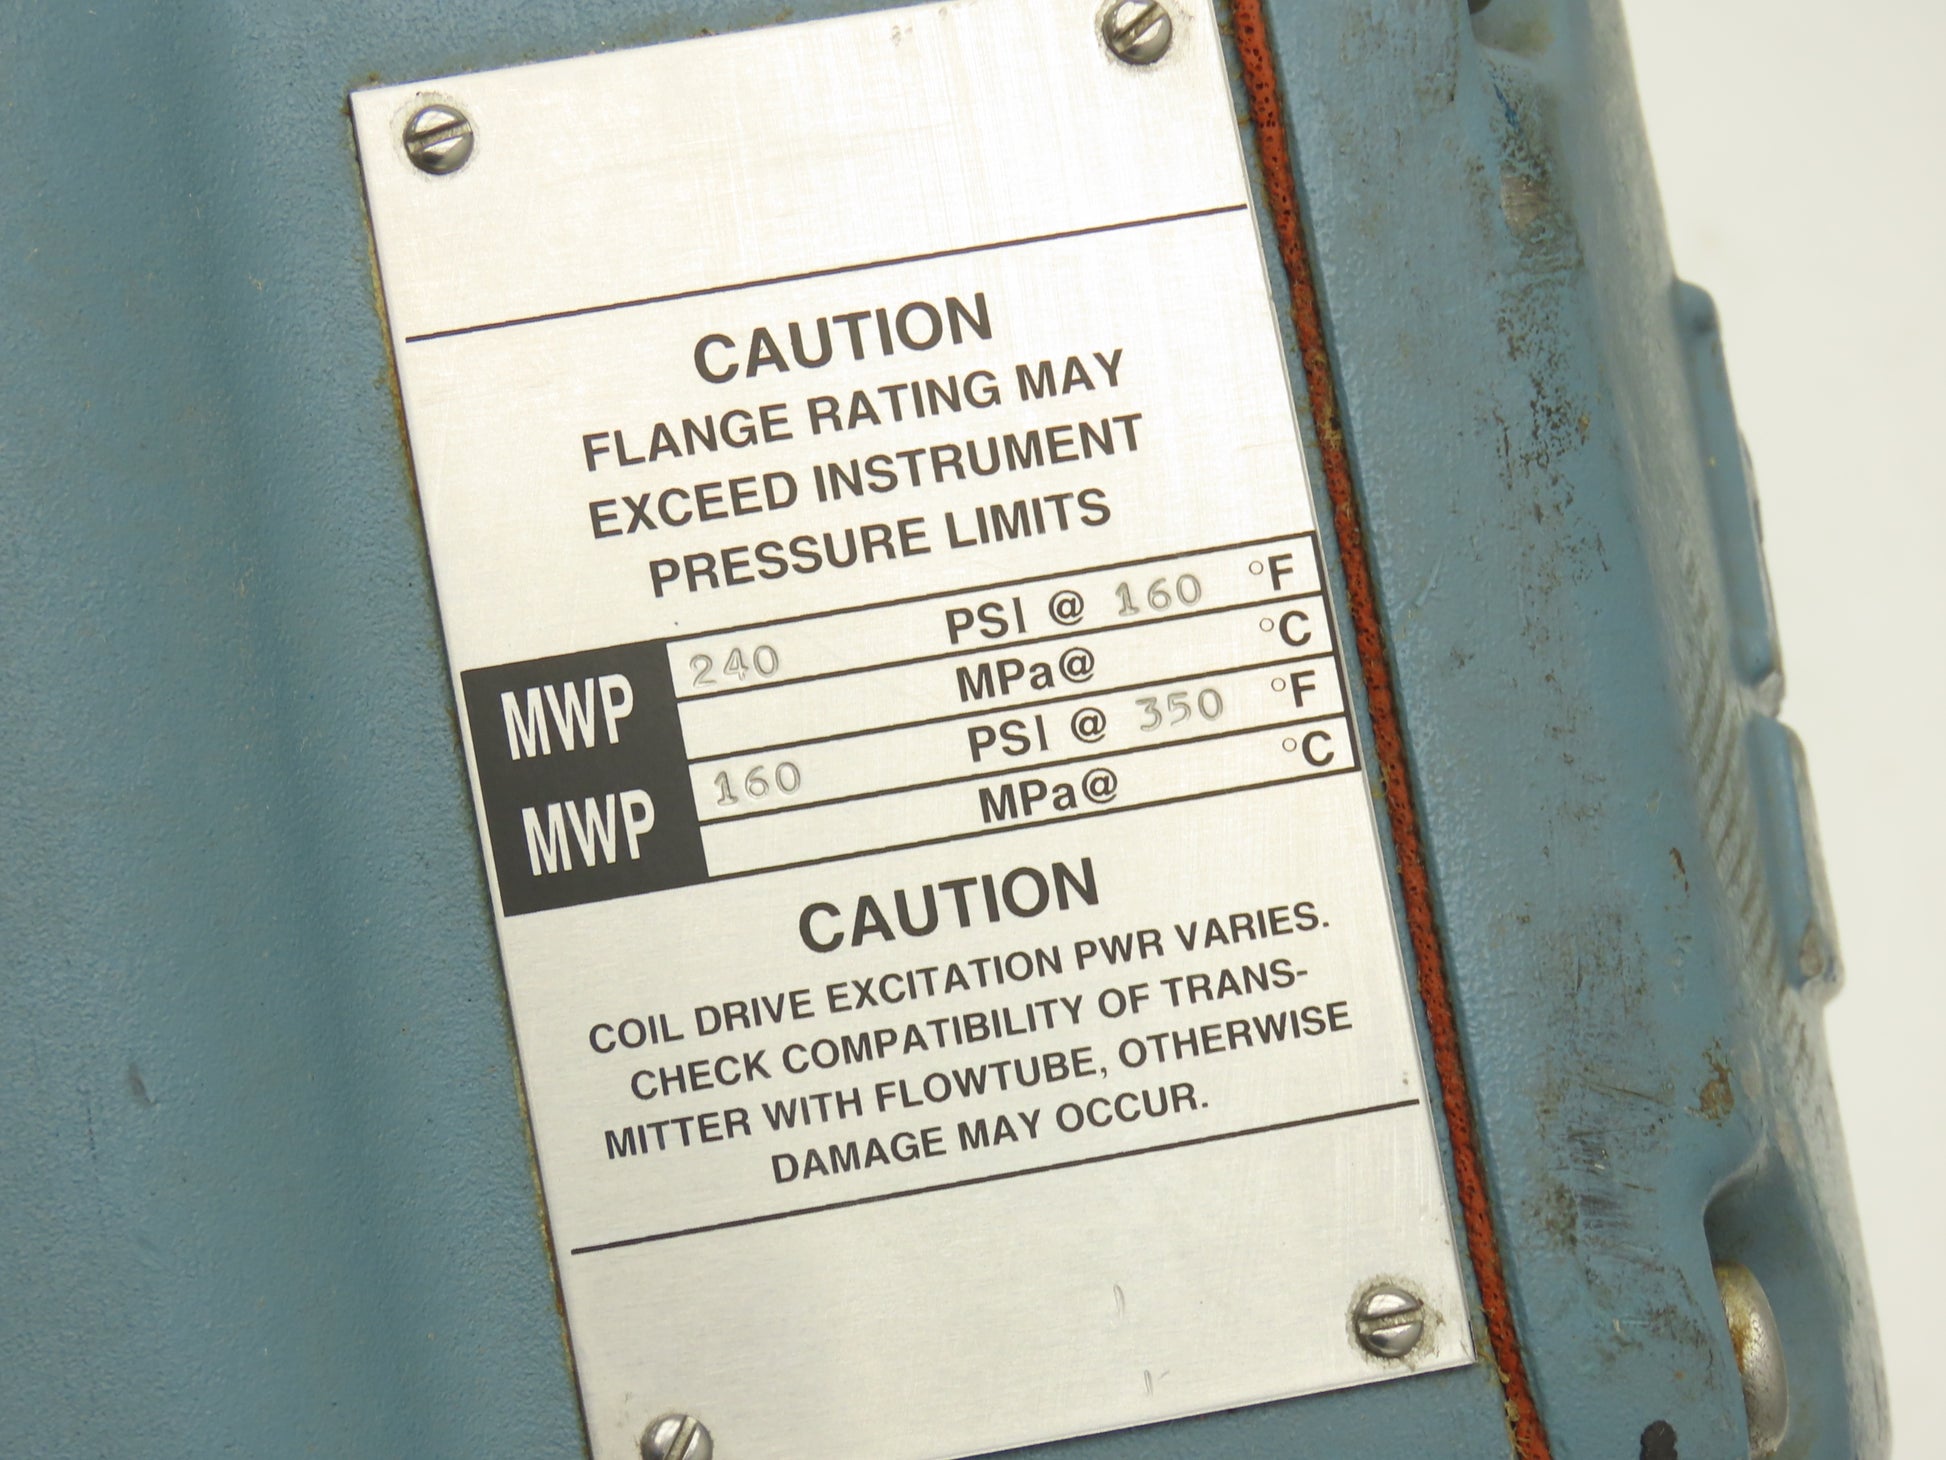 CAUTION
FLANGE RATING MAY
EXCEED INSTRUMENT
PRESSURE LIMITS
MWP 240 PSI @ 160 °F
MPa@ °C
MWP 160 PSI @ 350 °F
MPa@ °C
CAUTION
COIL DRIVE EXCITATION PWR VARIES.
CHECK COMPATIBILITY OF TRANS-
MITTER WITH FLOWTUBE, OTHERWISE
DAMAGE MAY OCCUR.